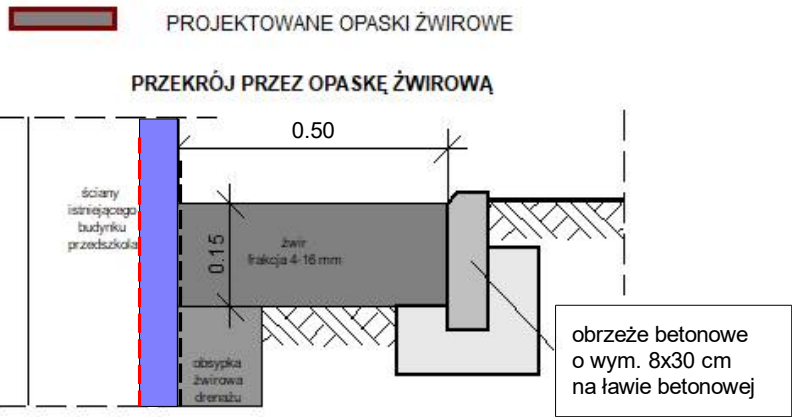 PROJEKTOWANE OPASKI ŻWIROWE
PRZEKRÓJ PRZEZ OPASKĘ ŻWIROWĄ
0.50
ściany
istniejącego
budynku
przedszkola
0.15
żwir
frakcja 4-16 mm
obsypka
żwirowa
drenażu
obrzeże betonowe
o wym. 8x30 cm
na ławie betonowej